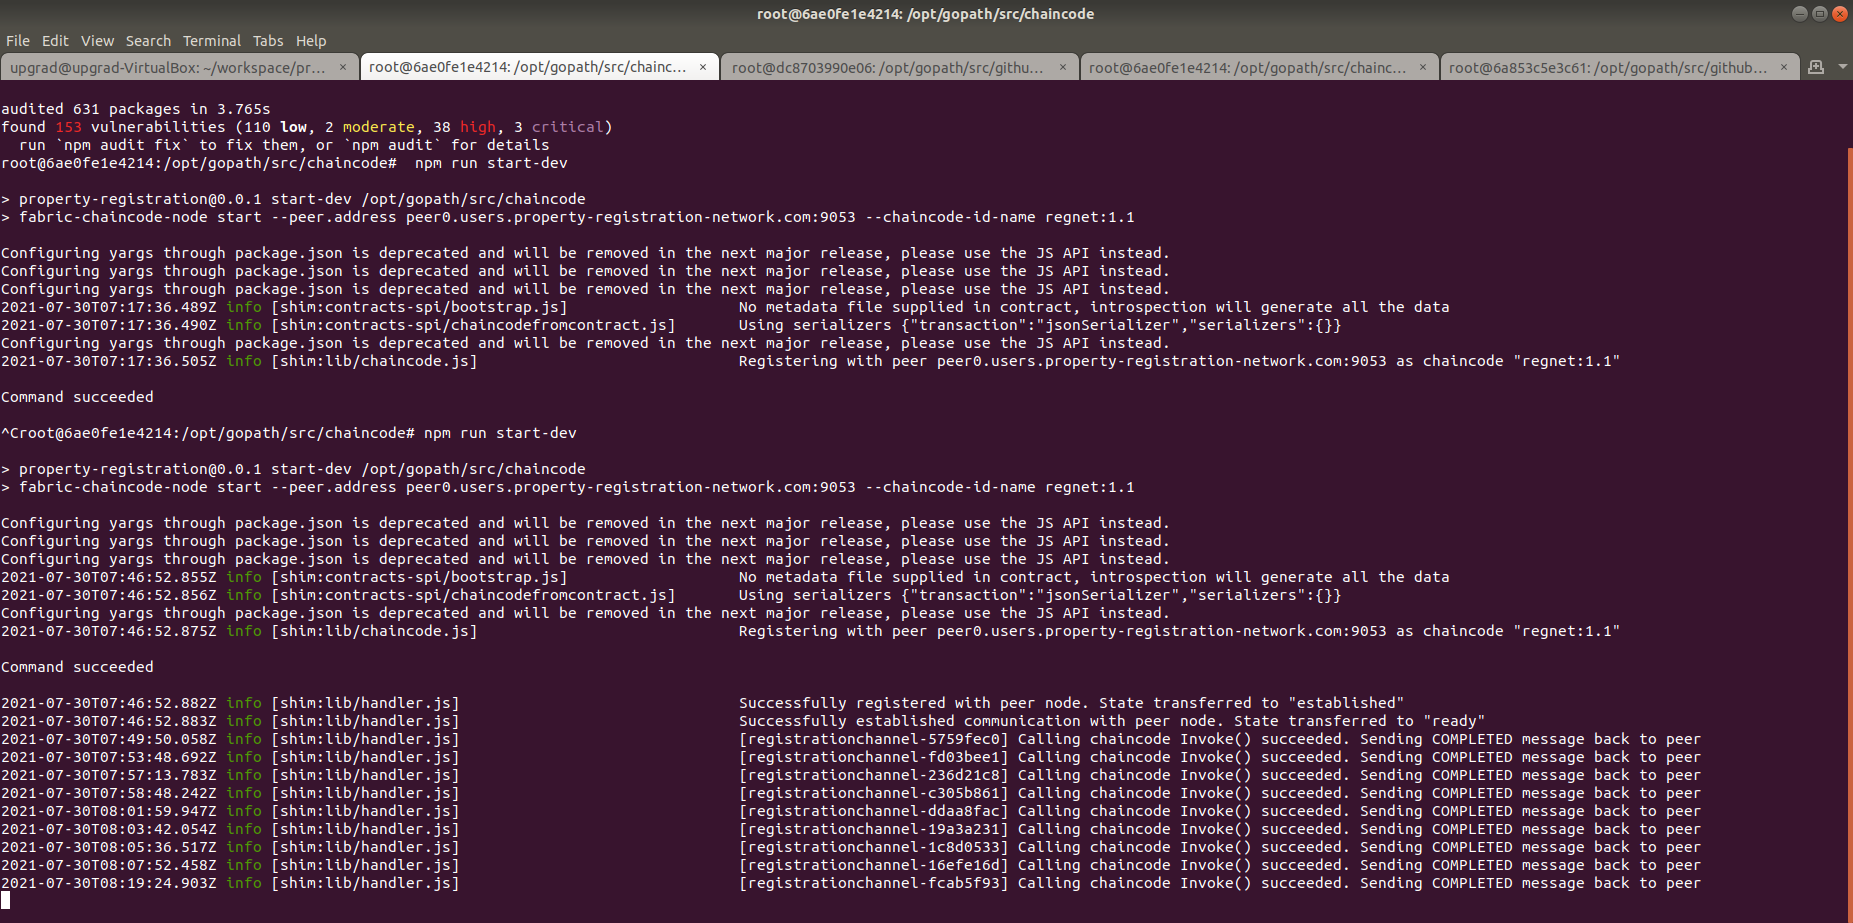 root@6ae0fe1e4214: /opt/gopath/src/chaincode
File Edit View Search Terminal Tabs Help
upgrad@upgrad-VirtualBox: ~/workspace/pr... × root@6ae0fe1e4214: /opt/gopath/src/chainc... × root@dc8703990e06: /opt/gopath/src/githu... × root@6ae0fe1e4214: /opt/gopath/src/chainc... × root@6a853c5e3c61: /opt/gopath/src/github... ×
audited 631 packages in 3.765s
found 153 vulnerabilities (110 low, 2 moderate, 38 high, 3 critical)
  run `npm audit fix` to fix them, or `npm audit` for details
root@6ae0fe1e4214:/opt/gopath/src/chaincode#  npm run start-dev
> property-registration@0.0.1 start-dev /opt/gopath/src/chaincode
> fabric-chaincode-node start --peer.address peer0.users.property-registration-network.com:9053 --chaincode-id-name regnet:1.1
Configuring yargs through package.json is deprecated and will be removed in the next major release, please use the JS API instead.
Configuring yargs through package.json is deprecated and will be removed in the next major release, please use the JS API instead.
Configuring yargs through package.json is deprecated and will be removed in the next major release, please use the JS API instead.
2021-07-30T07:17:36.489Z info [shim:contracts-spi/bootstrap.js] No metadata file supplied in contract, introspection will generate all the data
2021-07-30T07:17:36.490Z info [shim:contracts-spi/chaincodefromcontract.js] Using serializers {"transaction":"jsonSerializer","serializers":{}}
Configuring yargs through package.json is deprecated and will be removed in the next major release, please use the JS API instead.
2021-07-30T07:17:36.505Z info [shim:lib/chaincode.js] Registering with peer peer0.users.property-registration-network.com:9053 as chaincode "regnet:1.1"
Command succeeded
^Croot@6ae0fe1e4214:/opt/gopath/src/chaincode# npm run start-dev
> property-registration@0.0.1 start-dev /opt/gopath/src/chaincode
> fabric-chaincode-node start --peer.address peer0.users.property-registration-network.com:9053 --chaincode-id-name regnet:1.1
Configuring yargs through package.json is deprecated and will be removed in the next major release, please use the JS API instead.
Configuring yargs through package.json is deprecated and will be removed in the next major release, please use the JS API instead.
Configuring yargs through package.json is deprecated and will be removed in the next major release, please use the JS API instead.
2021-07-30T07:46:52.855Z info [shim:contracts-spi/bootstrap.js] No metadata file supplied in contract, introspection will generate all the data
2021-07-30T07:46:52.856Z info [shim:contracts-spi/chaincodefromcontract.js] Using serializers {"transaction":"jsonSerializer","serializers":{}}
Configuring yargs through package.json is deprecated and will be removed in the next major release, please use the JS API instead.
2021-07-30T07:46:52.875Z info [shim:lib/chaincode.js] Registering with peer peer0.users.property-registration-network.com:9053 as chaincode "regnet:1.1"
Command succeeded
2021-07-30T07:46:52.882Z info [shim:lib/handler.js] Successfully registered with peer node. State transferred to "established"
2021-07-30T07:46:52.883Z info [shim:lib/handler.js] Successfully established communication with peer node. State transferred to "ready"
2021-07-30T07:49:50.058Z info [shim:lib/handler.js] [registrationchannel-5759fec0] Calling chaincode Invoke() succeeded. Sending COMPLETED message back to peer
2021-07-30T07:53:48.692Z info [shim:lib/handler.js] [registrationchannel-fd03bee1] Calling chaincode Invoke() succeeded. Sending COMPLETED message back to peer
2021-07-30T07:57:13.783Z info [shim:lib/handler.js] [registrationchannel-236d21c8] Calling chaincode Invoke() succeeded. Sending COMPLETED message back to peer
2021-07-30T07:58:48.242Z info [shim:lib/handler.js] [registrationchannel-c305b861] Calling chaincode Invoke() succeeded. Sending COMPLETED message back to peer
2021-07-30T08:01:59.947Z info [shim:lib/handler.js] [registrationchannel-ddaa8fac] Calling chaincode Invoke() succeeded. Sending COMPLETED message back to peer
2021-07-30T08:03:42.054Z info [shim:lib/handler.js] [registrationchannel-19a3a231] Calling chaincode Invoke() succeeded. Sending COMPLETED message back to peer
2021-07-30T08:05:36.517Z info [shim:lib/handler.js] [registrationchannel-1c8d0533] Calling chaincode Invoke() succeeded. Sending COMPLETED message back to peer
2021-07-30T08:07:52.458Z info [shim:lib/handler.js] [registrationchannel-16efe16d] Calling chaincode Invoke() succeeded. Sending COMPLETED message back to peer
2021-07-30T08:19:24.903Z info [shim:lib/handler.js] [registrationchannel-fcab5f93] Calling chaincode Invoke() succeeded. Sending COMPLETED message back to peer